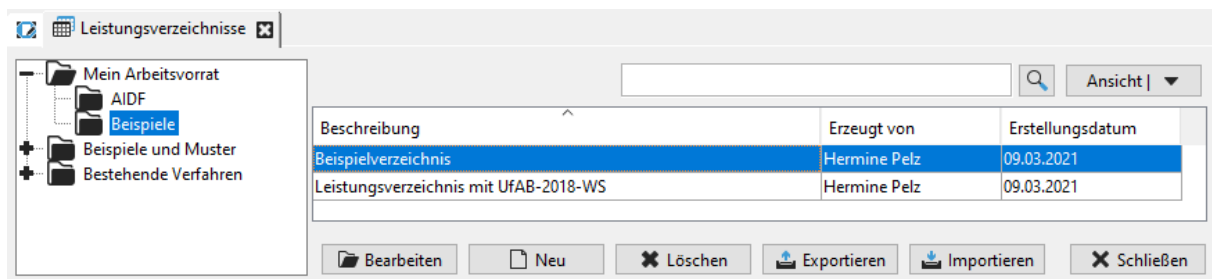 Leistungsverzeichnisse
Mein Arbeitsvorrat
AIDF
Beispiele
Beispiele und Muster
Bestehende Verfahren
Ansicht |
Beschreibung Erzeugt von Erstellungsdatum
Beispielverzeichnis Hermine Pelz 09.03.2021
Leistungsverzeichnis mit UfAB-2018-WS Hermine Pelz 09.03.2021
Bearbeiten Neu Löschen Exportieren Importieren Schließen